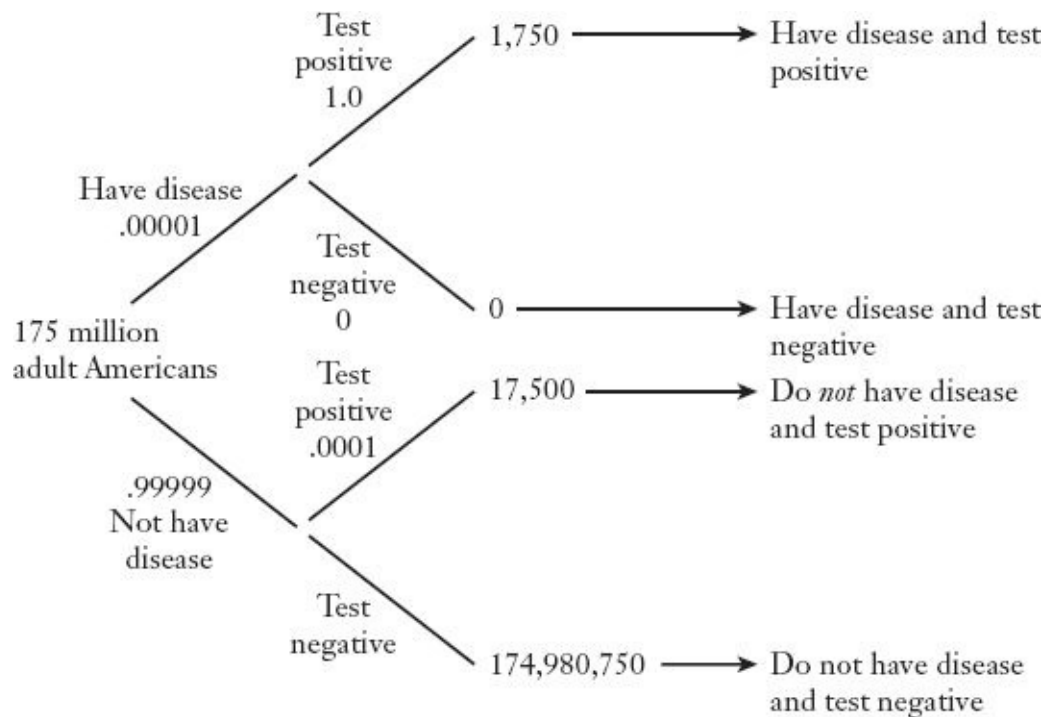 Test
positive
1.0
1,750
Have disease and test
positive
Have disease
.00001
Test
negative
0
0
Have disease and test
negative
175 million
adult Americans
Test
positive
.0001
17,500
Do not have disease
and test positive
.99999
Not have
disease
Test
negative
174,980,750
Do not have disease
and test negative